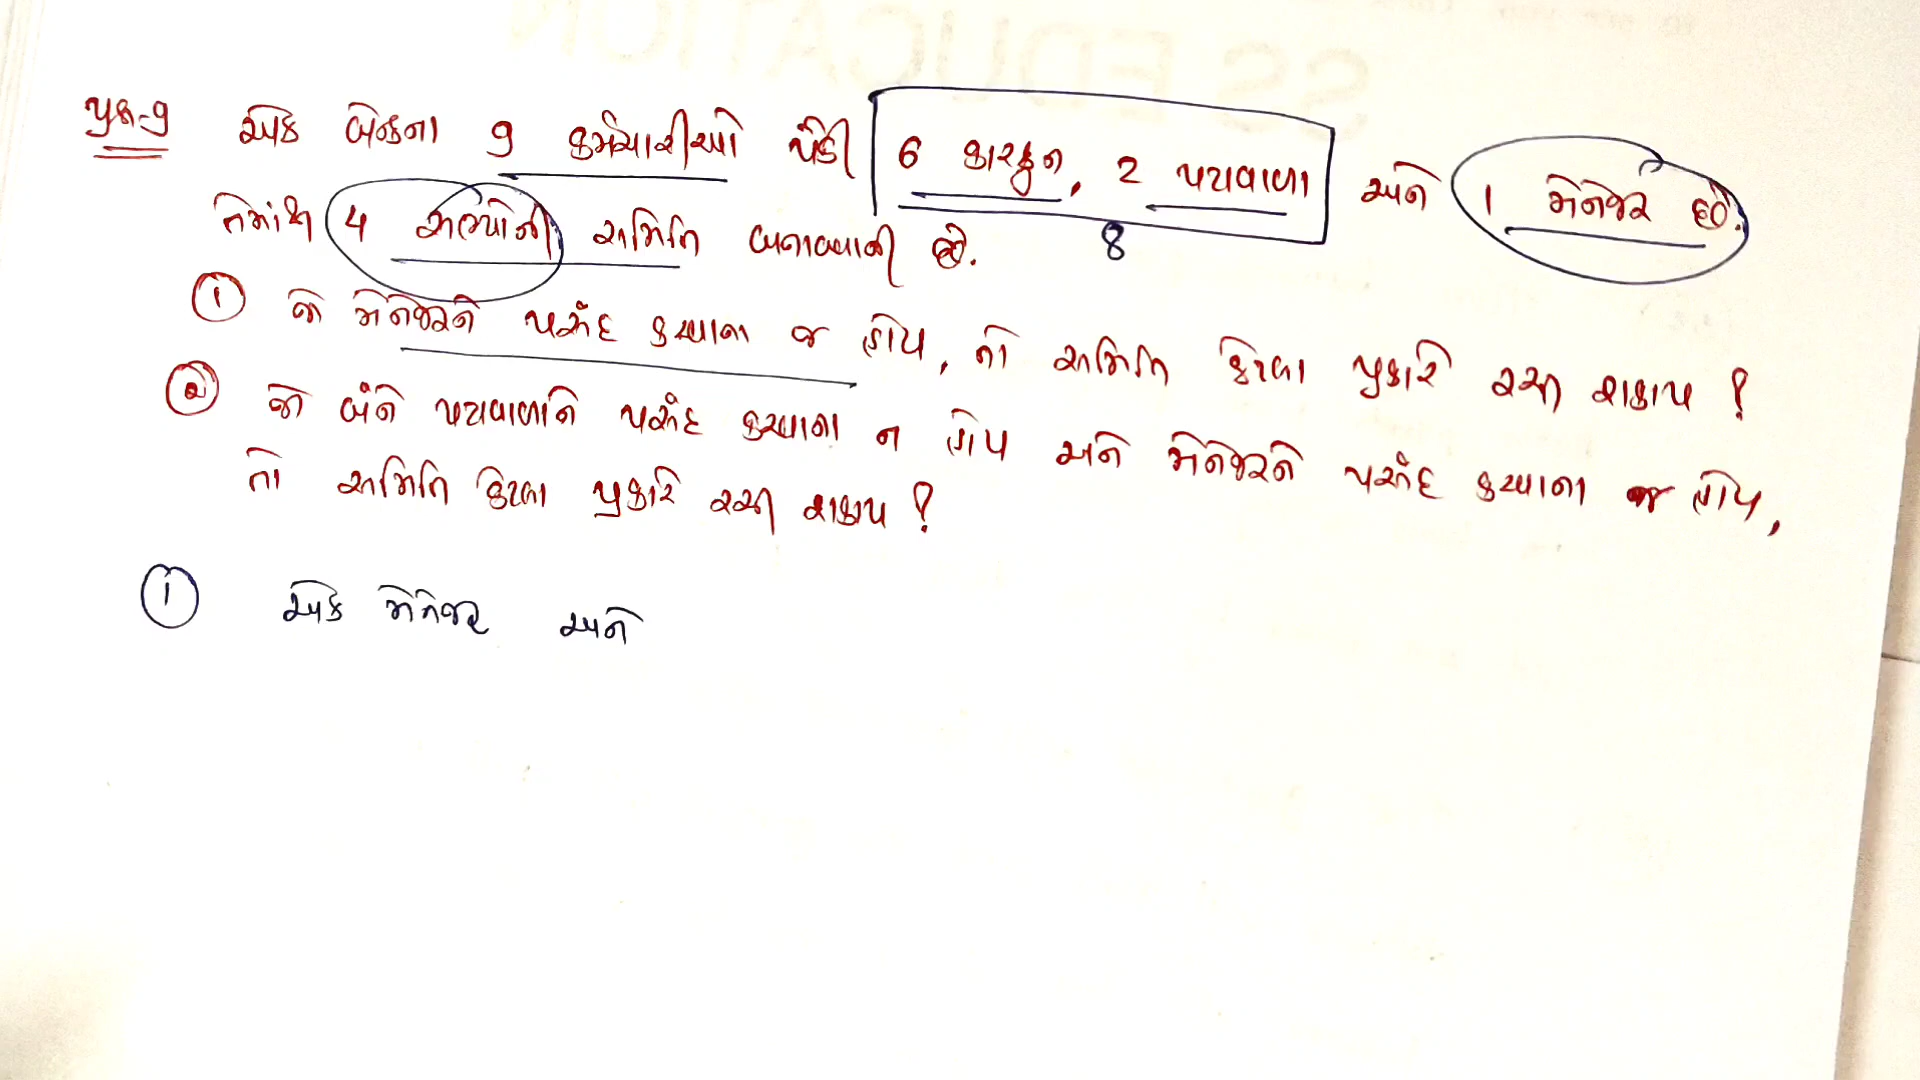 SS EDUCATION
પ્રશ્ન-9 એક બેન્કના 9 કર્મચારીઓ પૈકી 6 કારકુન, 2 પટાવાળા અને 1 મેનેજર છે.
તેમાંથી 4 સભ્યોની સમિતિ બનાવવાની છે. 8
① જો મેનેજરને પસંદ કરવાના જ હોય, તો સમિતિ કેટલા પ્રકારે રચી શકાય ?
② જો બંને પટાવાળાને પસંદ કરવાના ન હોય અને મેનેજરને પસંદ કરવાના જ હોય,
તો સમિતિ કેટલા પ્રકારે રચી શકાય ?
① એક મેનેજર અને